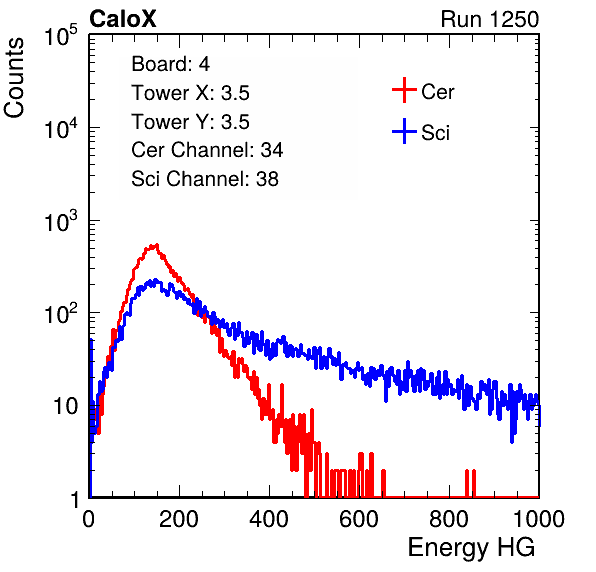 CaloX Run 1250
Counts
Board: 4
Tower X: 3.5
Tower Y: 3.5
Cer Channel: 34
Sci Channel: 38
Cer
Sci
10^5
10^4
10^3
10^2
10
1
0 200 400 600 800 1000
Energy HG